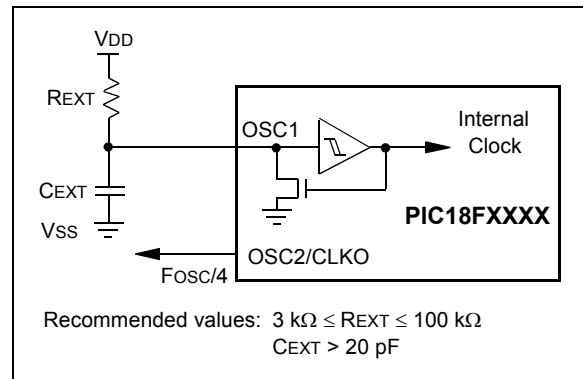 VDD
REXT
OSC1
Internal
Clock
CEXT
PIC18FXXXX
VSS
OSC2/CLKO
FOSC/4
Recommended values: 3 kΩ ≤ REXT ≤ 100 kΩ
CEXT > 20 pF